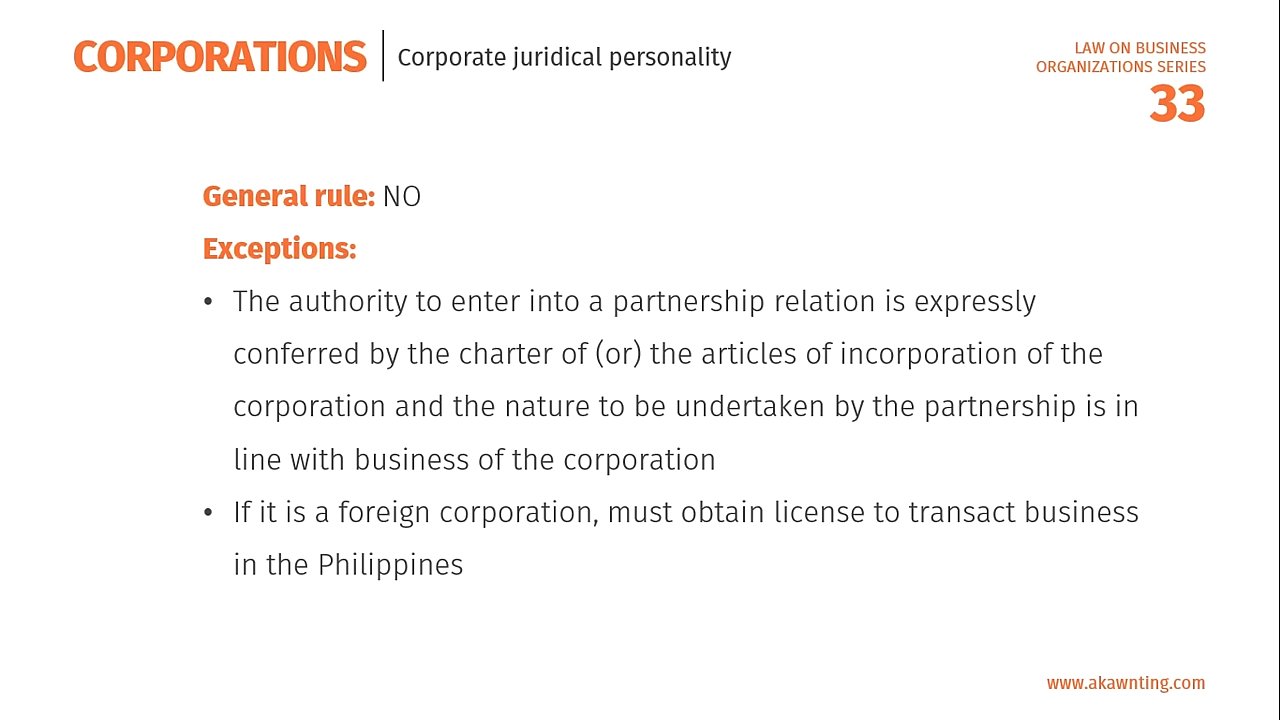 CORPORATIONS
Corporate juridical personality
LAW ON BUSINESS
ORGANIZATIONS SERIES
33
General rule: NO
Exceptions:
• The authority to enter into a partnership relation is expressly
conferred by the charter of (or) the articles of incorporation of the
corporation and the nature to be undertaken by the partnership is in
line with business of the corporation
• If it is a foreign corporation, must obtain license to transact business
in the Philippines
www.akawnting.com